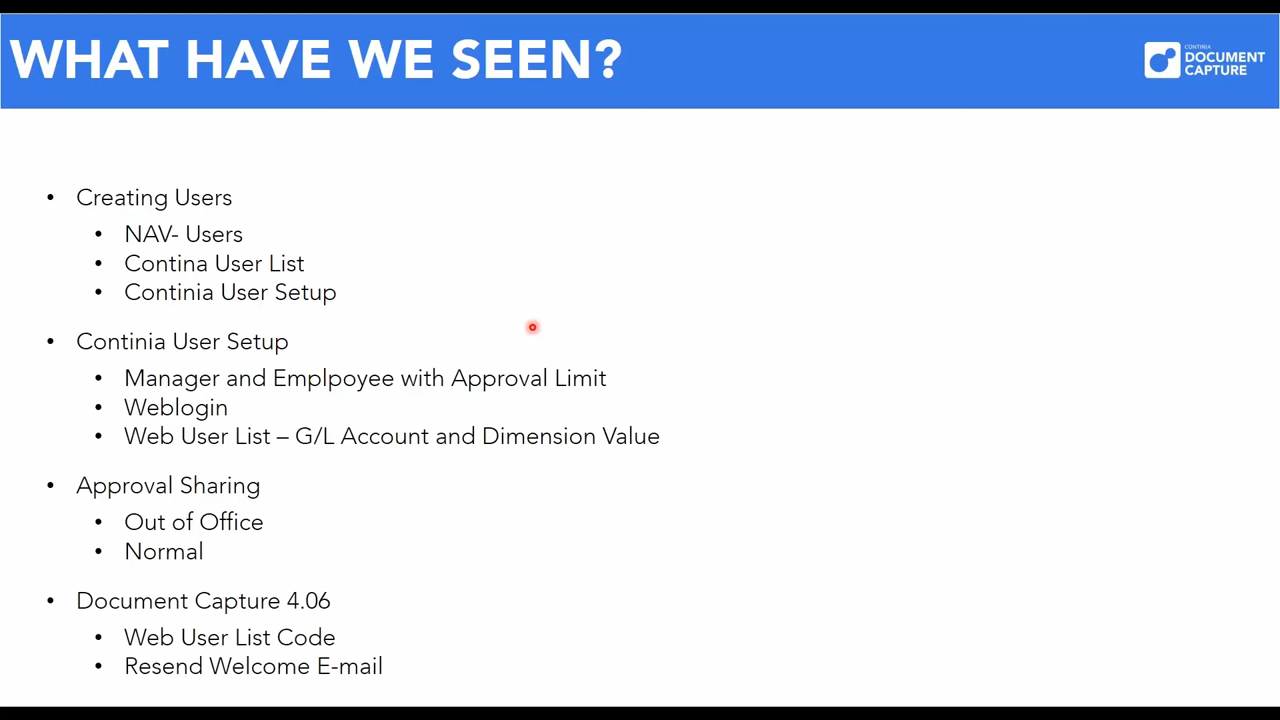 WHAT HAVE WE SEEN?
CONTINIA
DOCUMENT
CAPTURE
• Creating Users
• NAV- Users
• Contina User List
• Continia User Setup
• Continia User Setup
• Manager and Emplpoyee with Approval Limit
• Weblogin
• Web User List – G/L Account and Dimension Value
• Approval Sharing
• Out of Office
• Normal
• Document Capture 4.06
• Web User List Code
• Resend Welcome E-mail